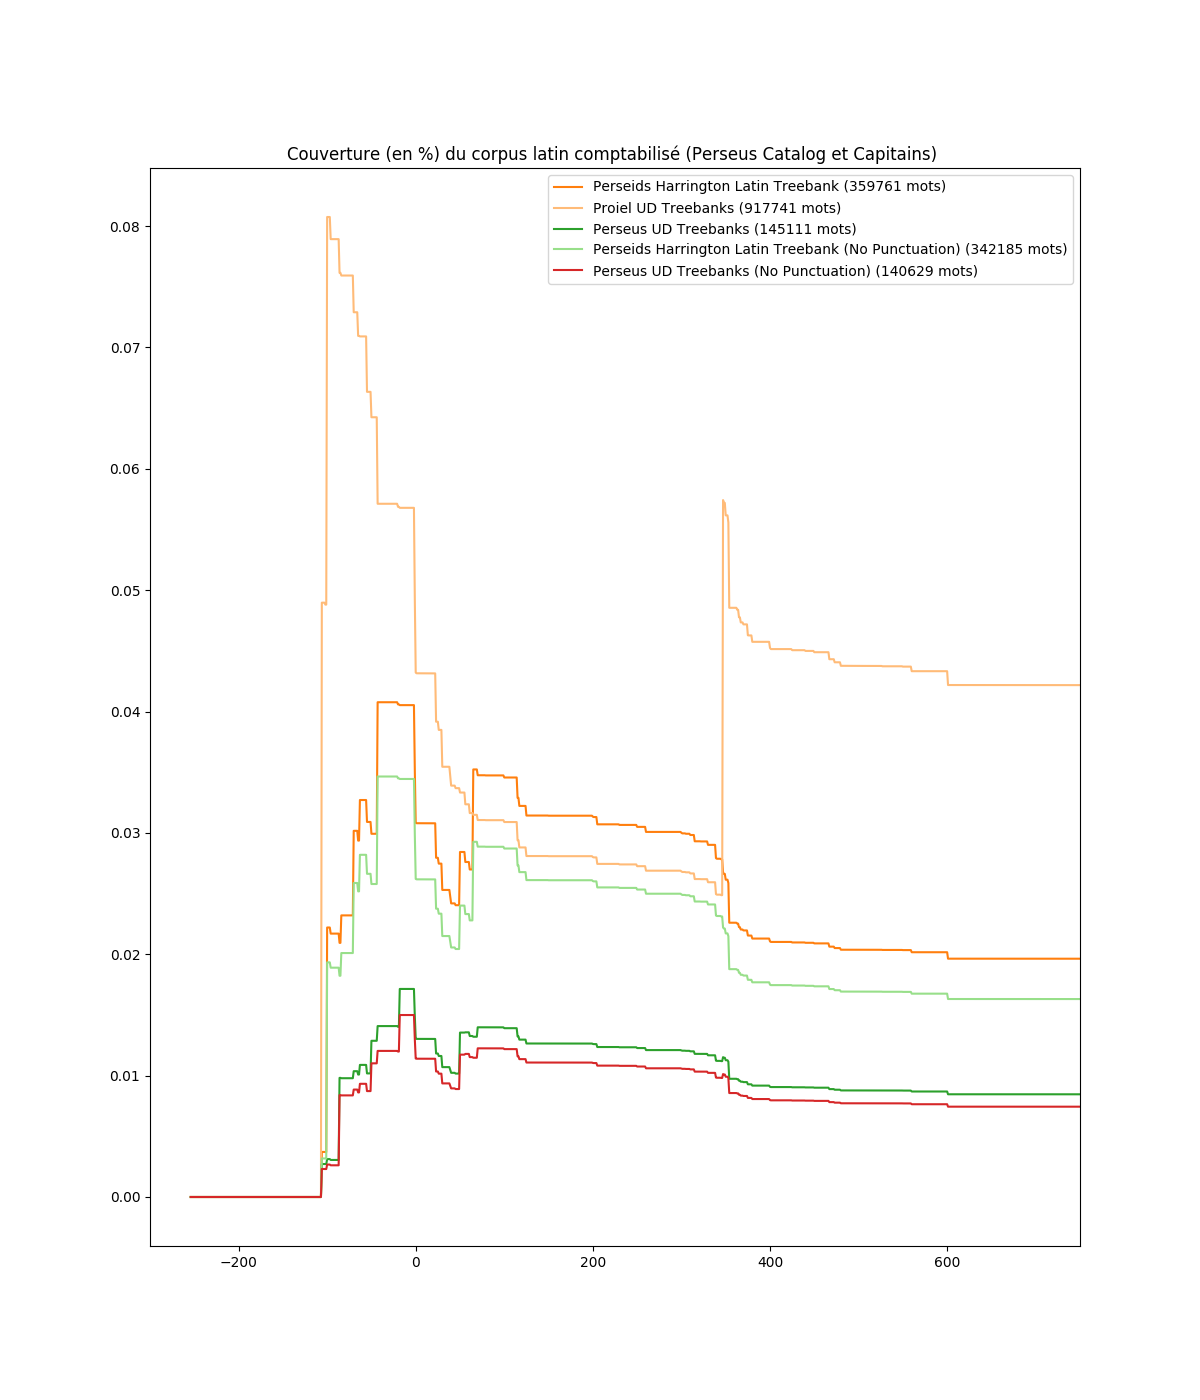 Couverture (en %) du corpus latin comptabilisé (Perseus Catalog et Capitains)
Perseids Harrington Latin Treebank (359761 mots)
Proiel UD Treebanks (917741 mots)
Perseus UD Treebanks (145111 mots)
Perseids Harrington Latin Treebank (No Punctuation) (342185 mots)
Perseus UD Treebanks (No Punctuation) (140629 mots)
0.08
0.07
0.06
0.05
0.04
0.03
0.02
0.01
0.00
−200 0 200 400 600